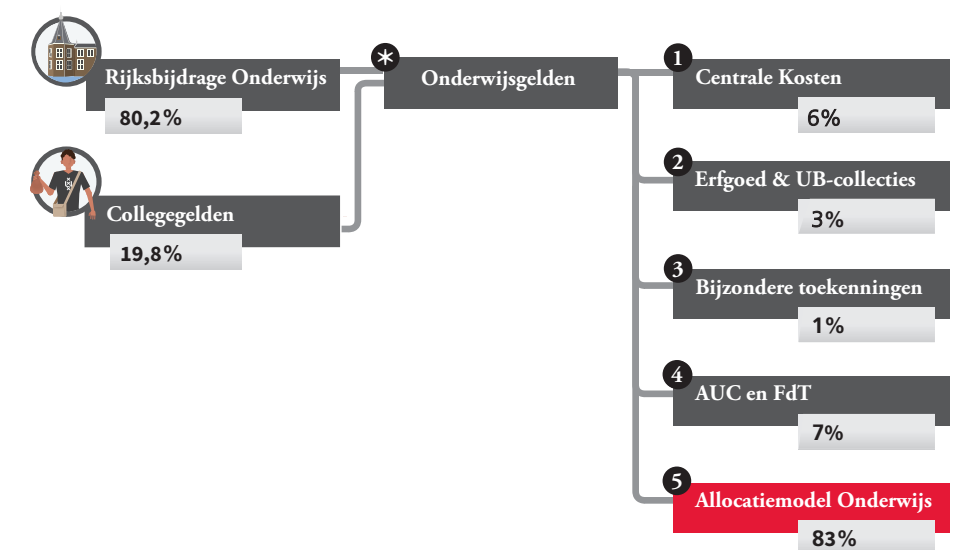 Rijksbijdrage Onderwijs
80,2%
Collegegelden
19,8%
*
Onderwijsgelden
1
Centrale Kosten
6%
2
Erfgoed & UB-collecties
3%
3
Bijzondere toekenningen
1%
4
AUC en FdT
7%
5
Allocatiemodel Onderwijs
83%